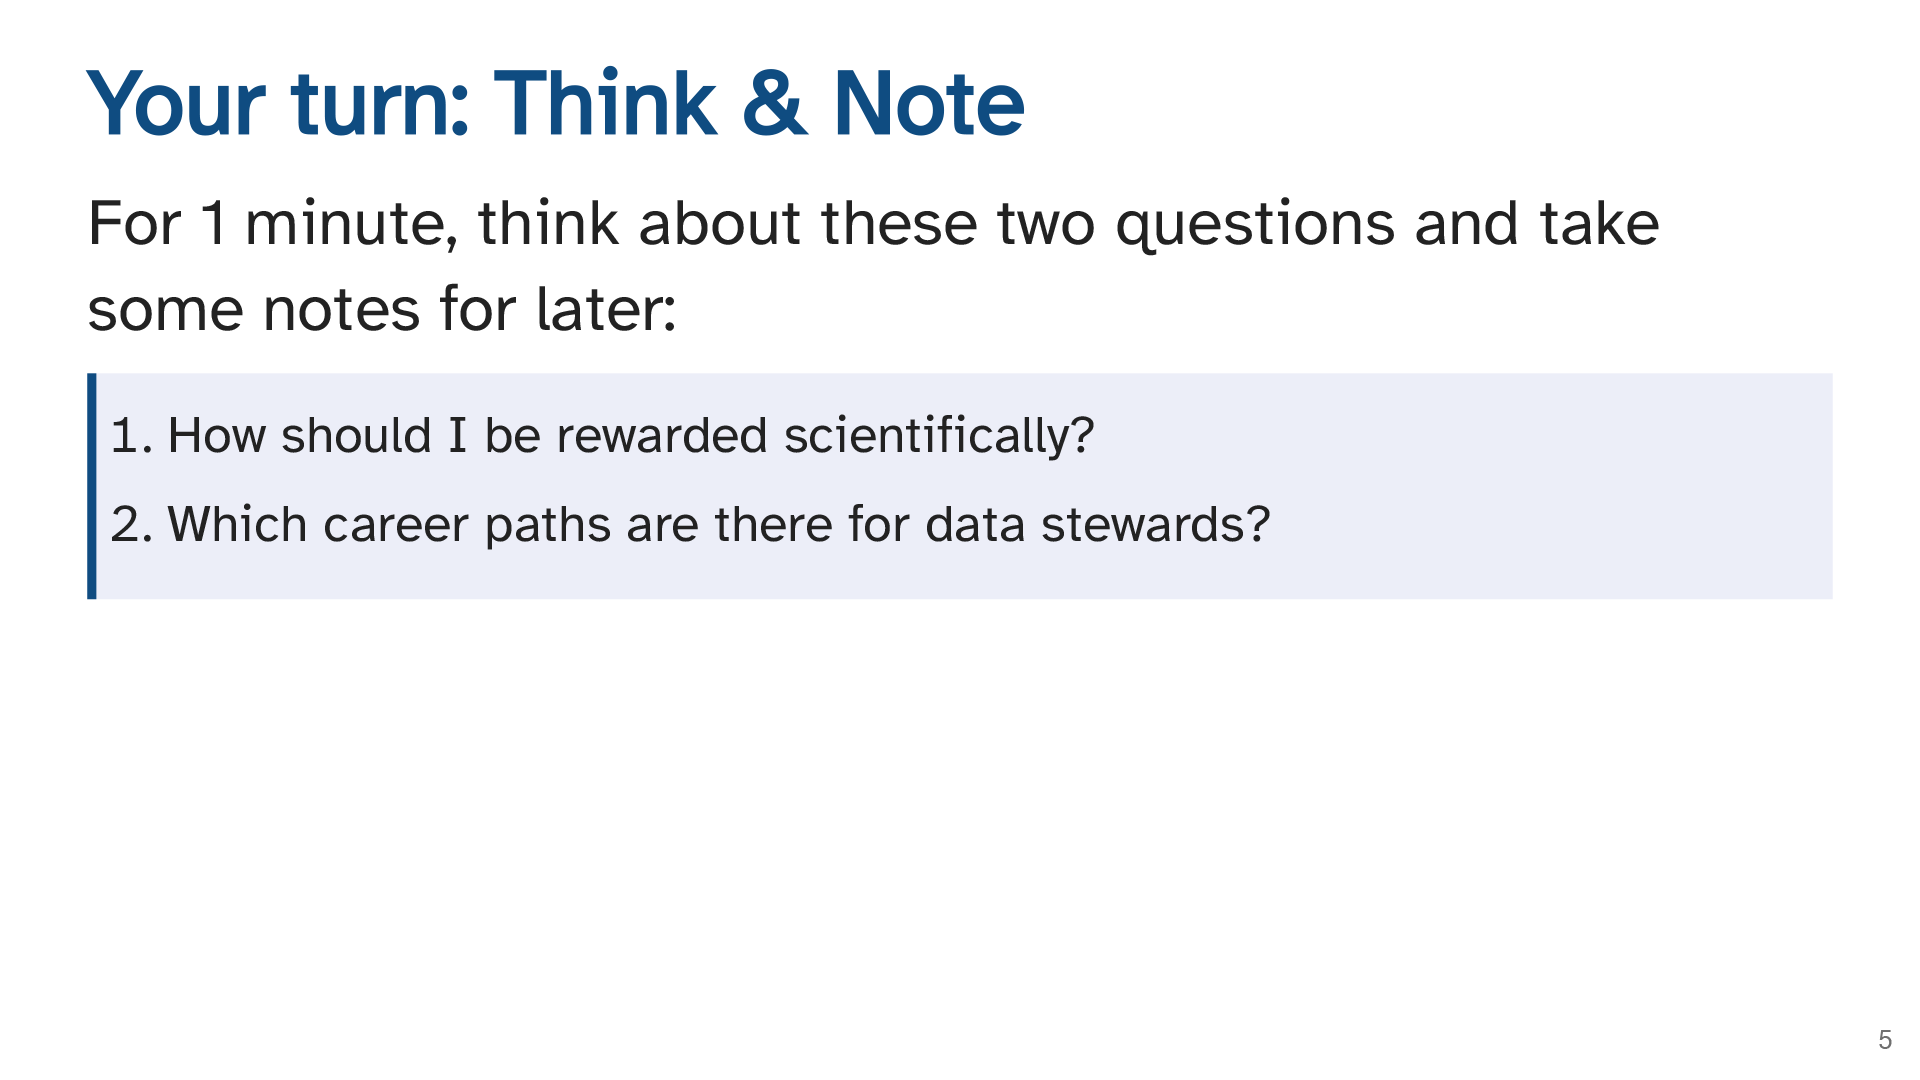 Your turn: Think & Note
For 1 minute, think about these two questions and take
some notes for later:
1. How should I be rewarded scientifically?
2. Which career paths are there for data stewards?
5